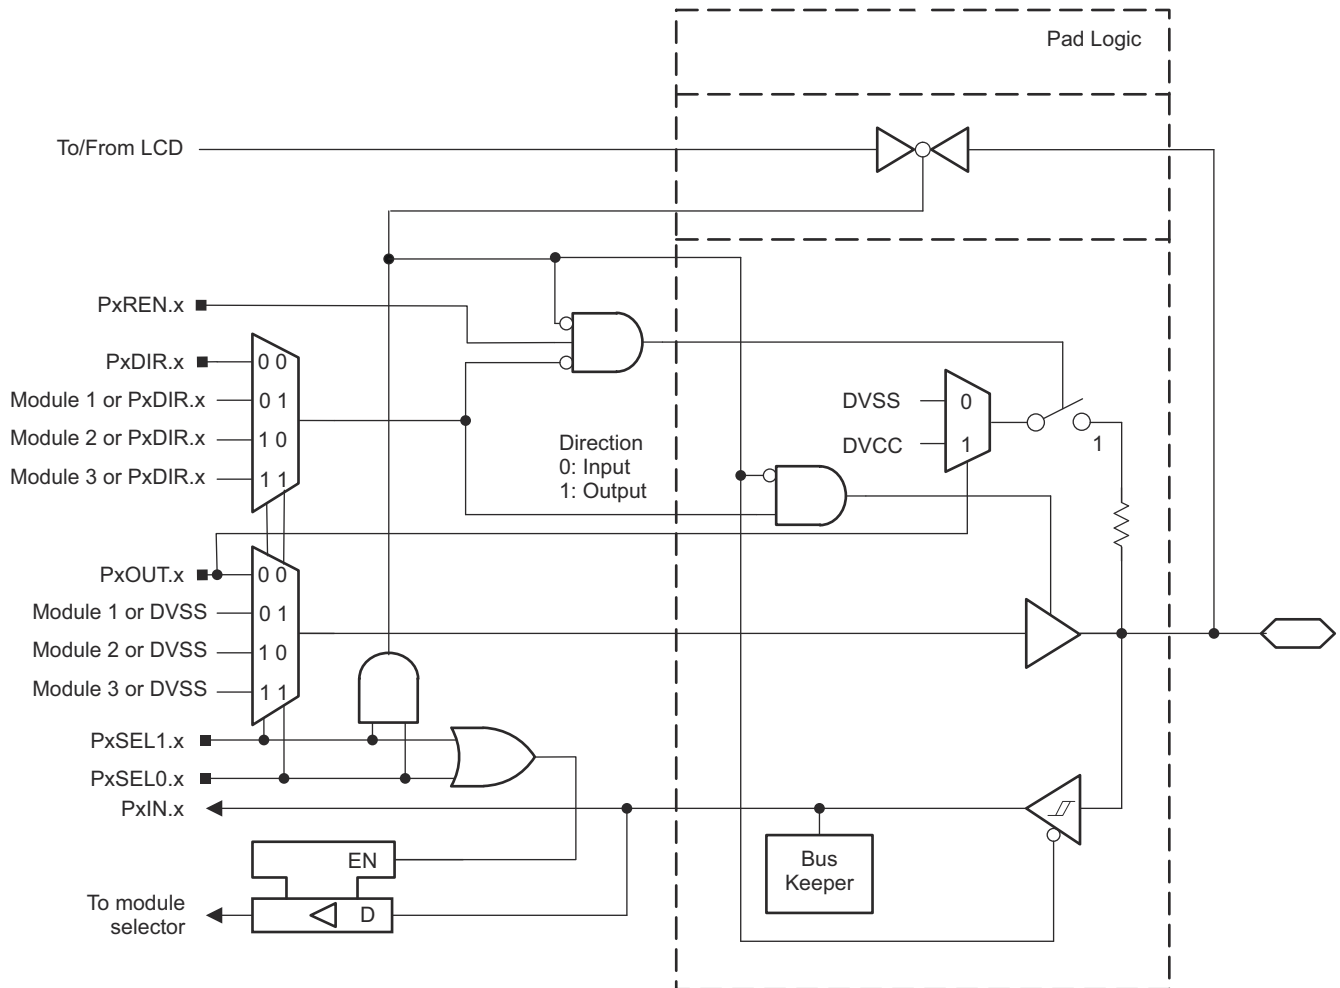 Pad Logic
To/From LCD
PxREN.x
PxDIR.x
0 0
Module 1 or PxDIR.x
0 1
Module 2 or PxDIR.x
1 0
Module 3 or PxDIR.x
1 1
Direction
0: Input
1: Output
DVSS
0
DVCC
1
1
PxOUT.x
0 0
Module 1 or DVSS
0 1
Module 2 or DVSS
1 0
Module 3 or DVSS
1 1
PxSEL1.x
PxSEL0.x
PxIN.x
EN
D
To module
selector
Bus
Keeper